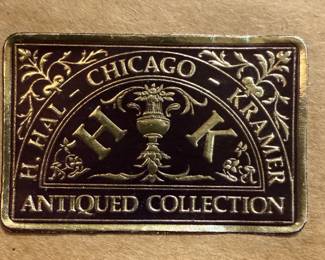 H. HAL - CHICAGO - KRAMER
H K
ANTIQUED COLLECTION